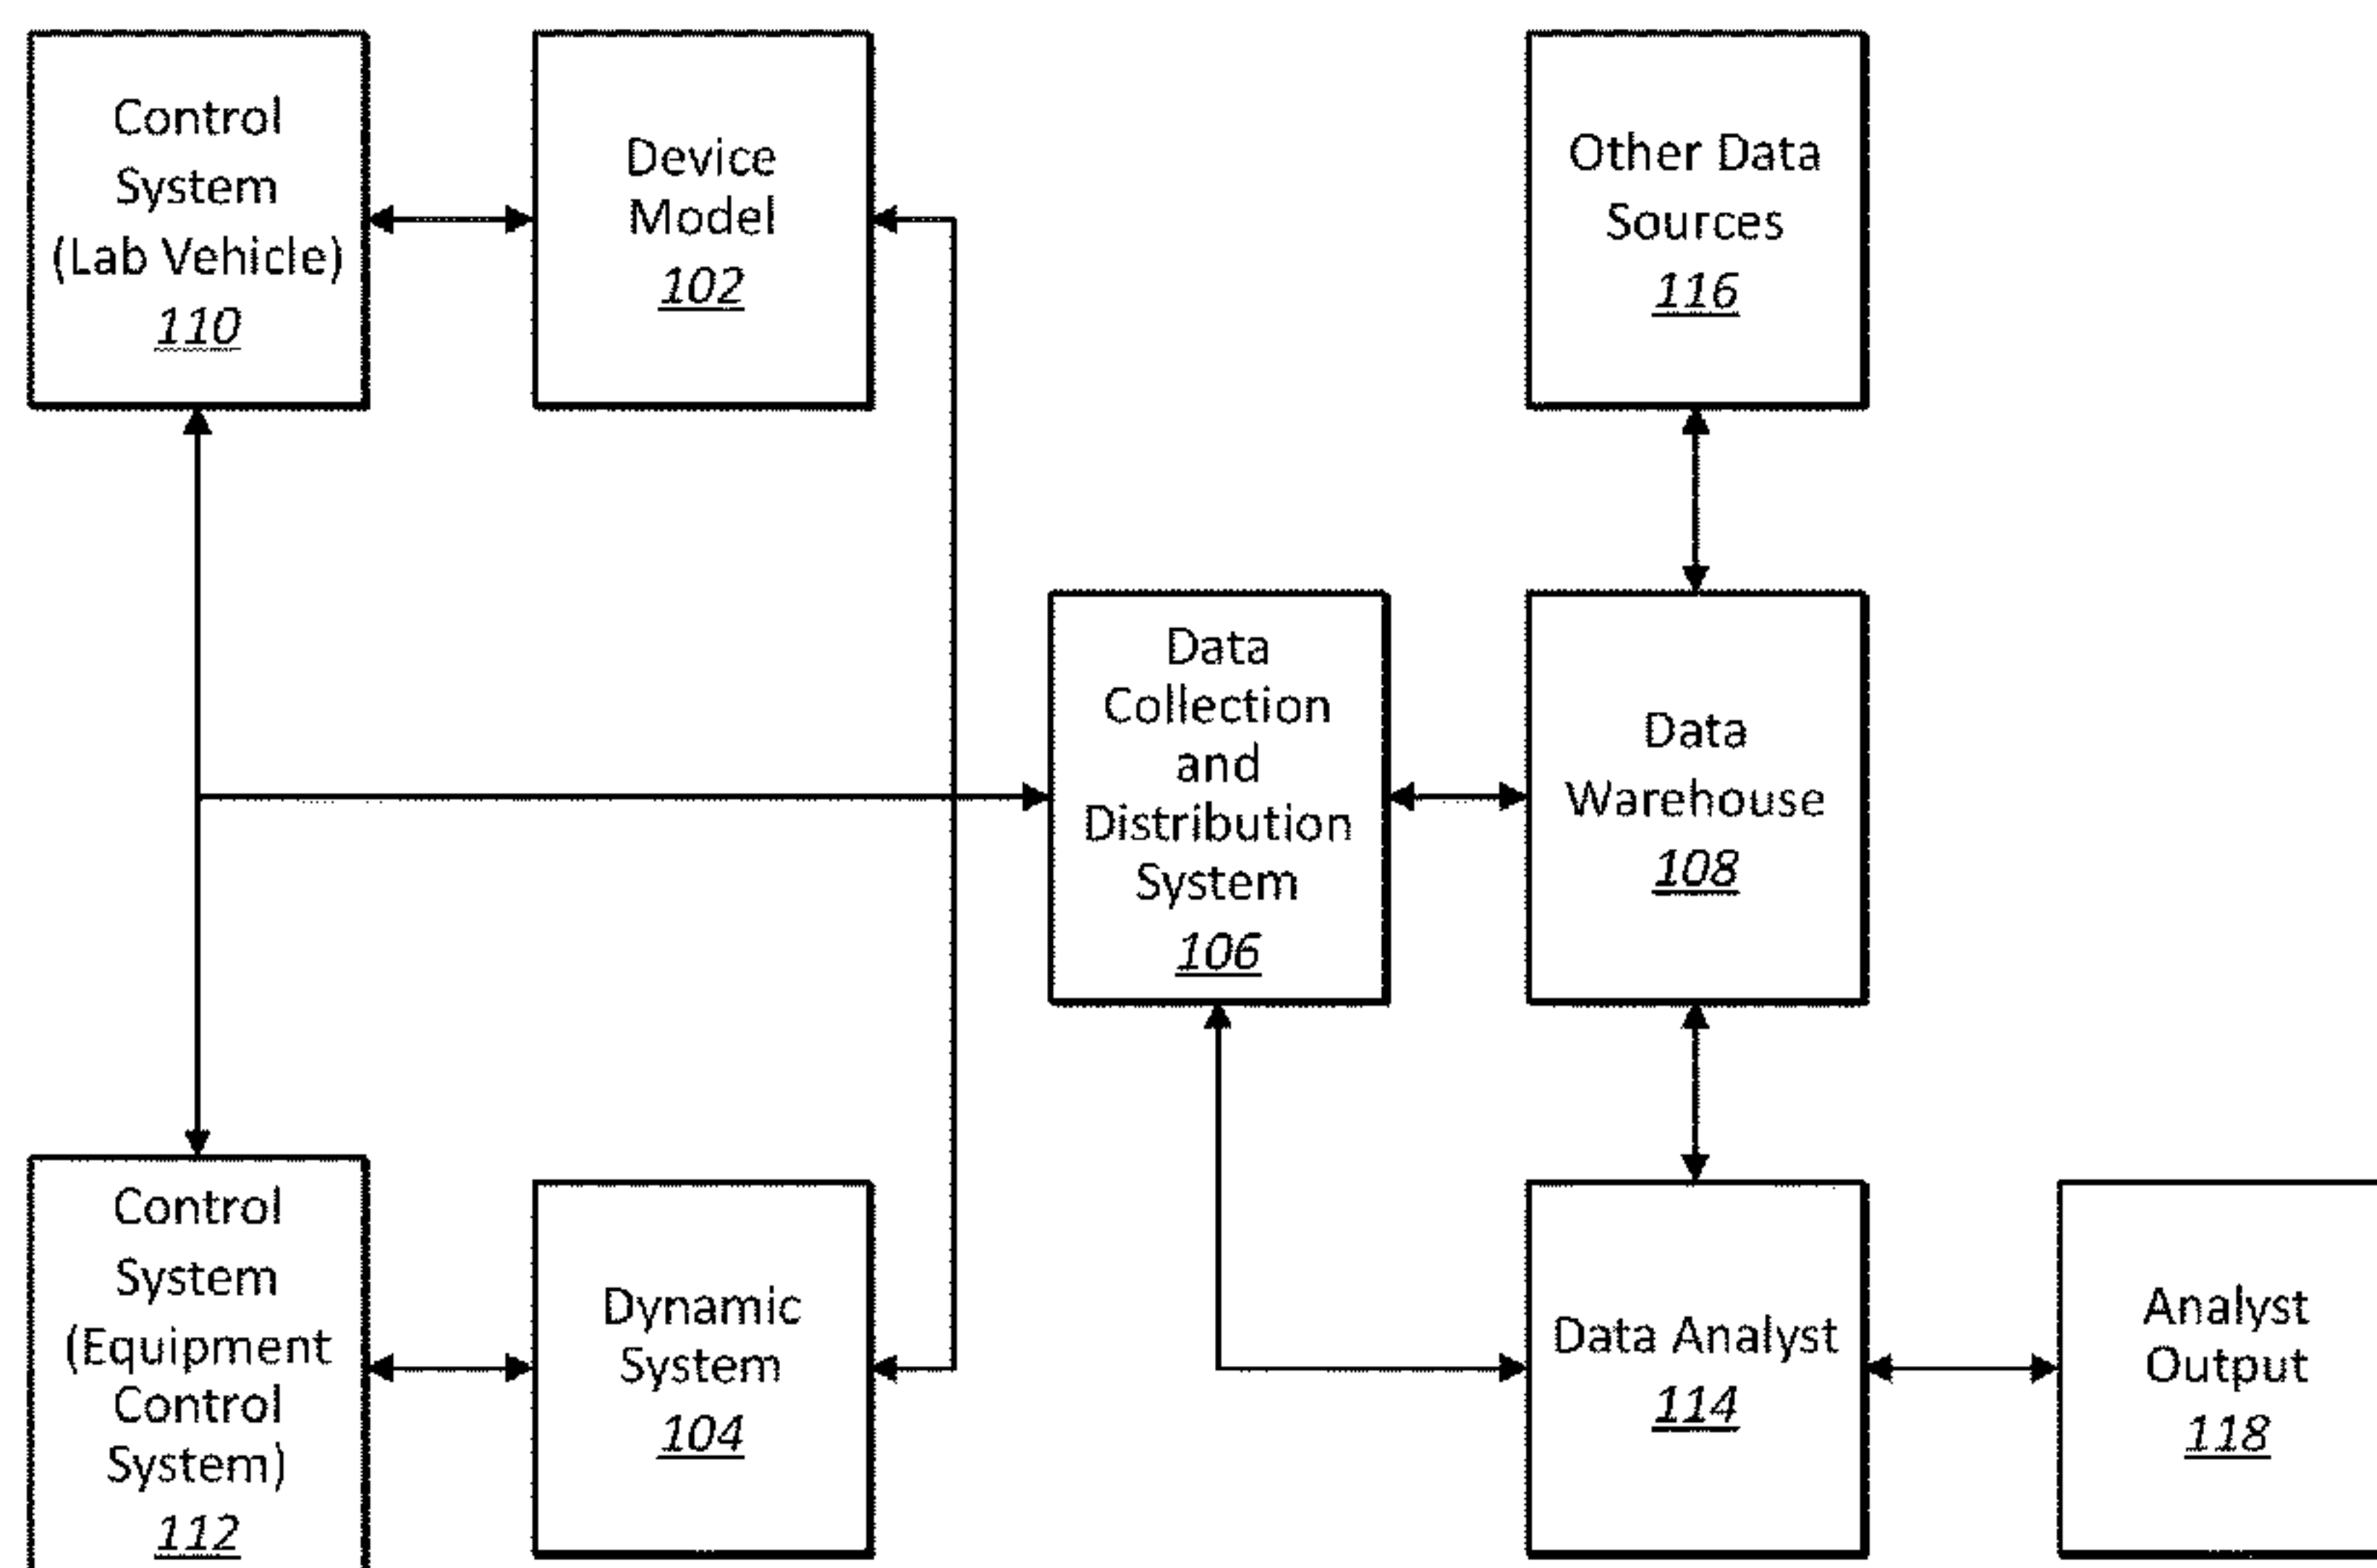 Control
System
(Lab Vehicle)
110
Device
Model
102
Other Data
Sources
116
Data
Collection
and
Distribution
System
106
Data
Warehouse
108
Control
System
(Equipment
Control
System)
112
Dynamic
System
104
Data Analyst
114
Analyst
Output
118